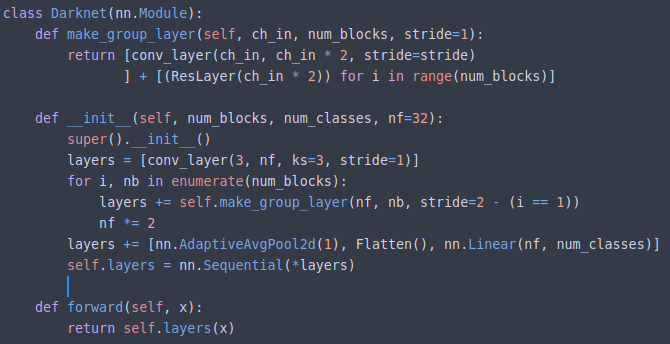 class Darknet(nn.Module):
    def make_group_layer(self, ch_in, num_blocks, stride=1):
        return [conv_layer(ch_in, ch_in * 2, stride=stride)
               ] + [(ResLayer(ch_in * 2)) for i in range(num_blocks)]
    def __init__(self, num_blocks, num_classes, nf=32):
        super().__init__()
        layers = [conv_layer(3, nf, ks=3, stride=1)]
        for i, nb in enumerate(num_blocks):
            layers += self.make_group_layer(nf, nb, stride=2 - (i == 1))
            nf *= 2
        layers += [nn.AdaptiveAvgPool2d(1), Flatten(), nn.Linear(nf, num_classes)]
        self.layers = nn.Sequential(*layers)
    def forward(self, x):
        return self.layers(x)